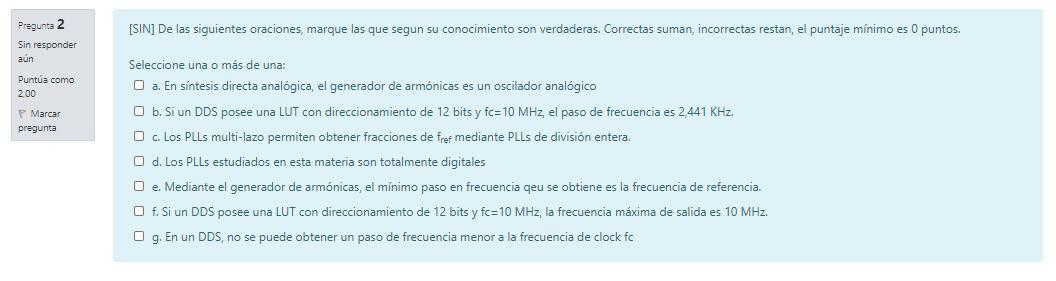 Pregunta 2
Sin responder
aún
Puntúa como
2,00
Marcar
pregunta
[SIN] De las siguientes oraciones, marque las que segun su conocimiento son verdaderas. Correctas suman, incorrectas restan, el puntaje mínimo es 0 puntos.
Seleccione una o más de una:
a. En síntesis directa analógica, el generador de armónicas es un oscilador analógico
b. Si un DDS posee una LUT con direccionamiento de 12 bits y fc=10 MHz, el paso de frecuencia es 2,441 KHz.
c. Los PLLs multi-lazo permiten obtener fracciones de fref mediante PLLs de división entera.
d. Los PLLs estudiados en esta materia son totalmente digitales
e. Mediante el generador de armónicas, el mínimo paso en frecuencia qeu se obtiene es la frecuencia de referencia.
f. Si un DDS posee una LUT con direccionamiento de 12 bits y fc=10 MHz, la frecuencia máxima de salida es 10 MHz.
g. En un DDS, no se puede obtener un paso de frecuencia menor a la frecuencia de clock fc